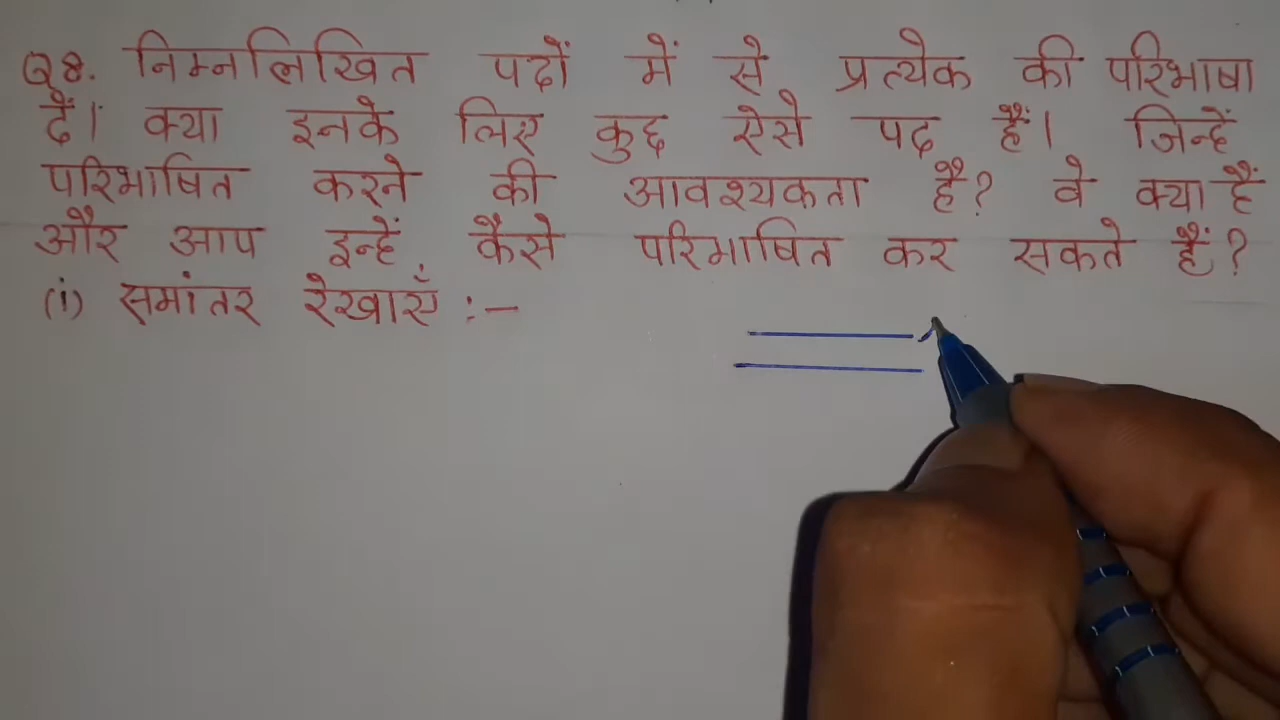 Q8. निम्नलिखित पदों में से प्रत्येक की परिभाषा
दें। क्या इनके लिए कुछ ऐसे पद हैं। जिन्हें
परिभाषित करने की आवश्यकता है? वे क्या हैं
और आप इन्हें कैसे परिभाषित कर सकते हैं?
(i) समांतर रेखाएँ :-